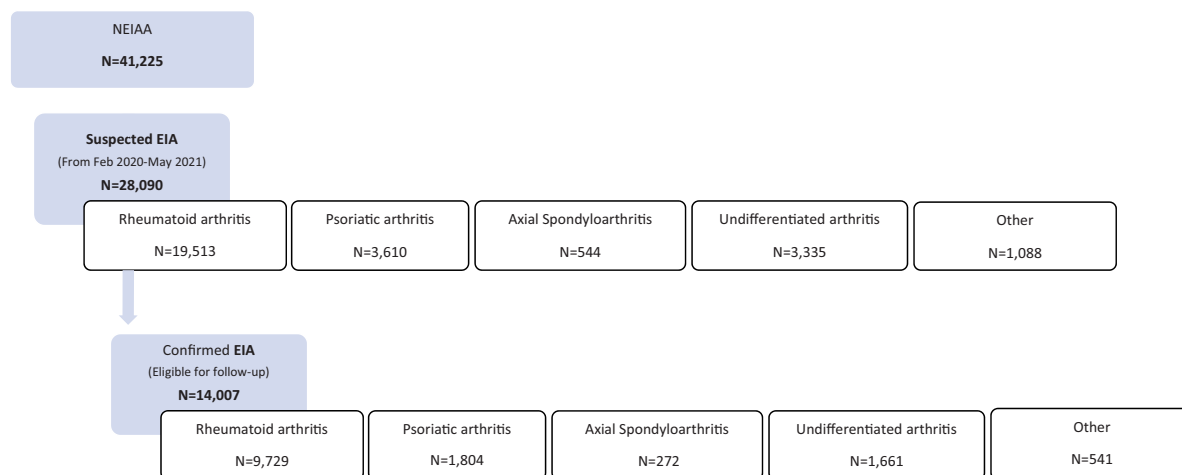 NEIAA
N=41,225
Suspected EIA
(From Feb 2020-May 2021)
N=28,090
Rheumatoid arthritis
N=19,513
Psoriatic arthritis
N=3,610
Axial Spondyloarthritis
N=544
Undifferentiated arthritis
N=3,335
Other
N=1,088
Confirmed EIA
(Eligible for follow-up)
N=14,007
Rheumatoid arthritis
N=9,729
Psoriatic arthritis
N=1,804
Axial Spondyloarthritis
N=272
Undifferentiated arthritis
N=1,661
Other
N=541